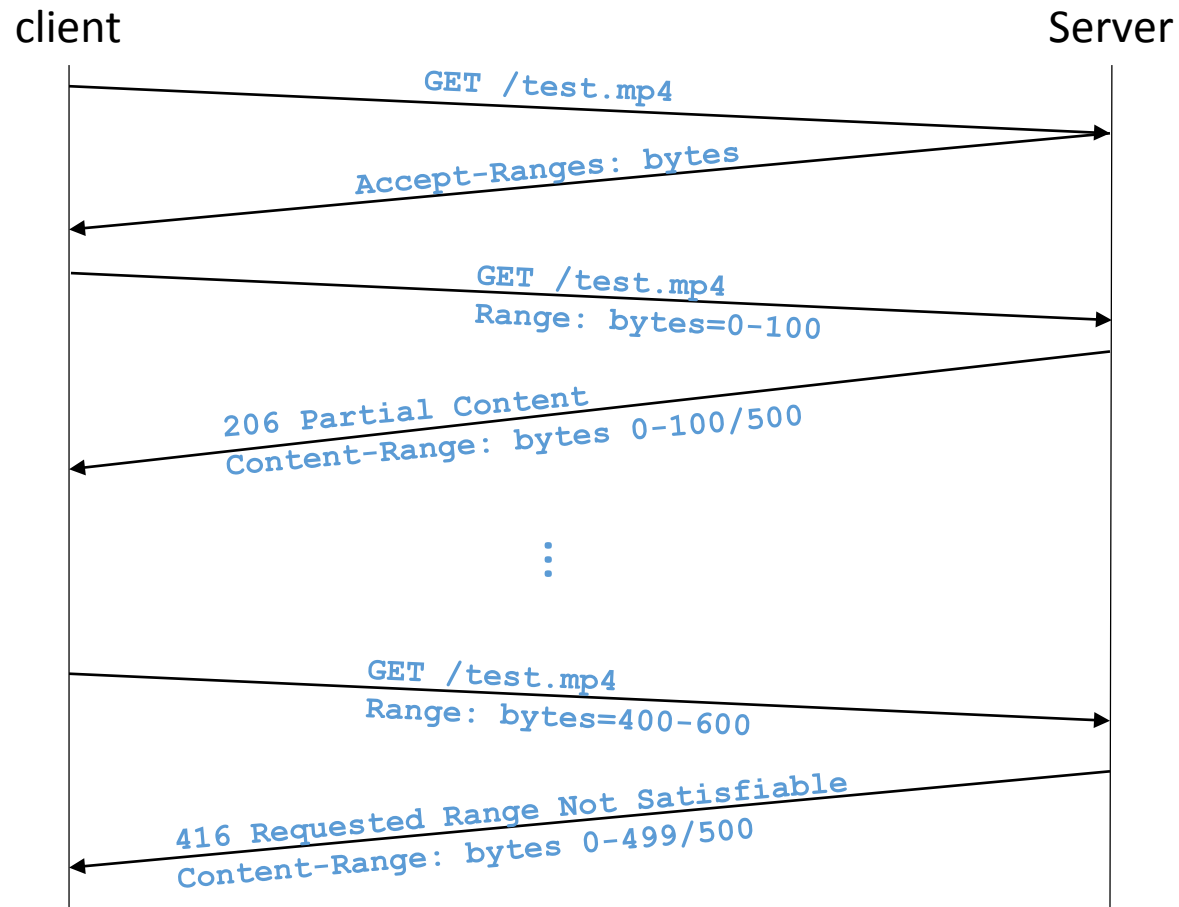 client
Server
GET /test.mp4
Accept-Ranges: bytes
GET /test.mp4
Range: bytes=0-100
206 Partial Content
Content-Range: bytes 0-100/500
⋮
GET /test.mp4
Range: bytes=400-600
416 Requested Range Not Satisfiable
Content-Range: bytes 0-499/500